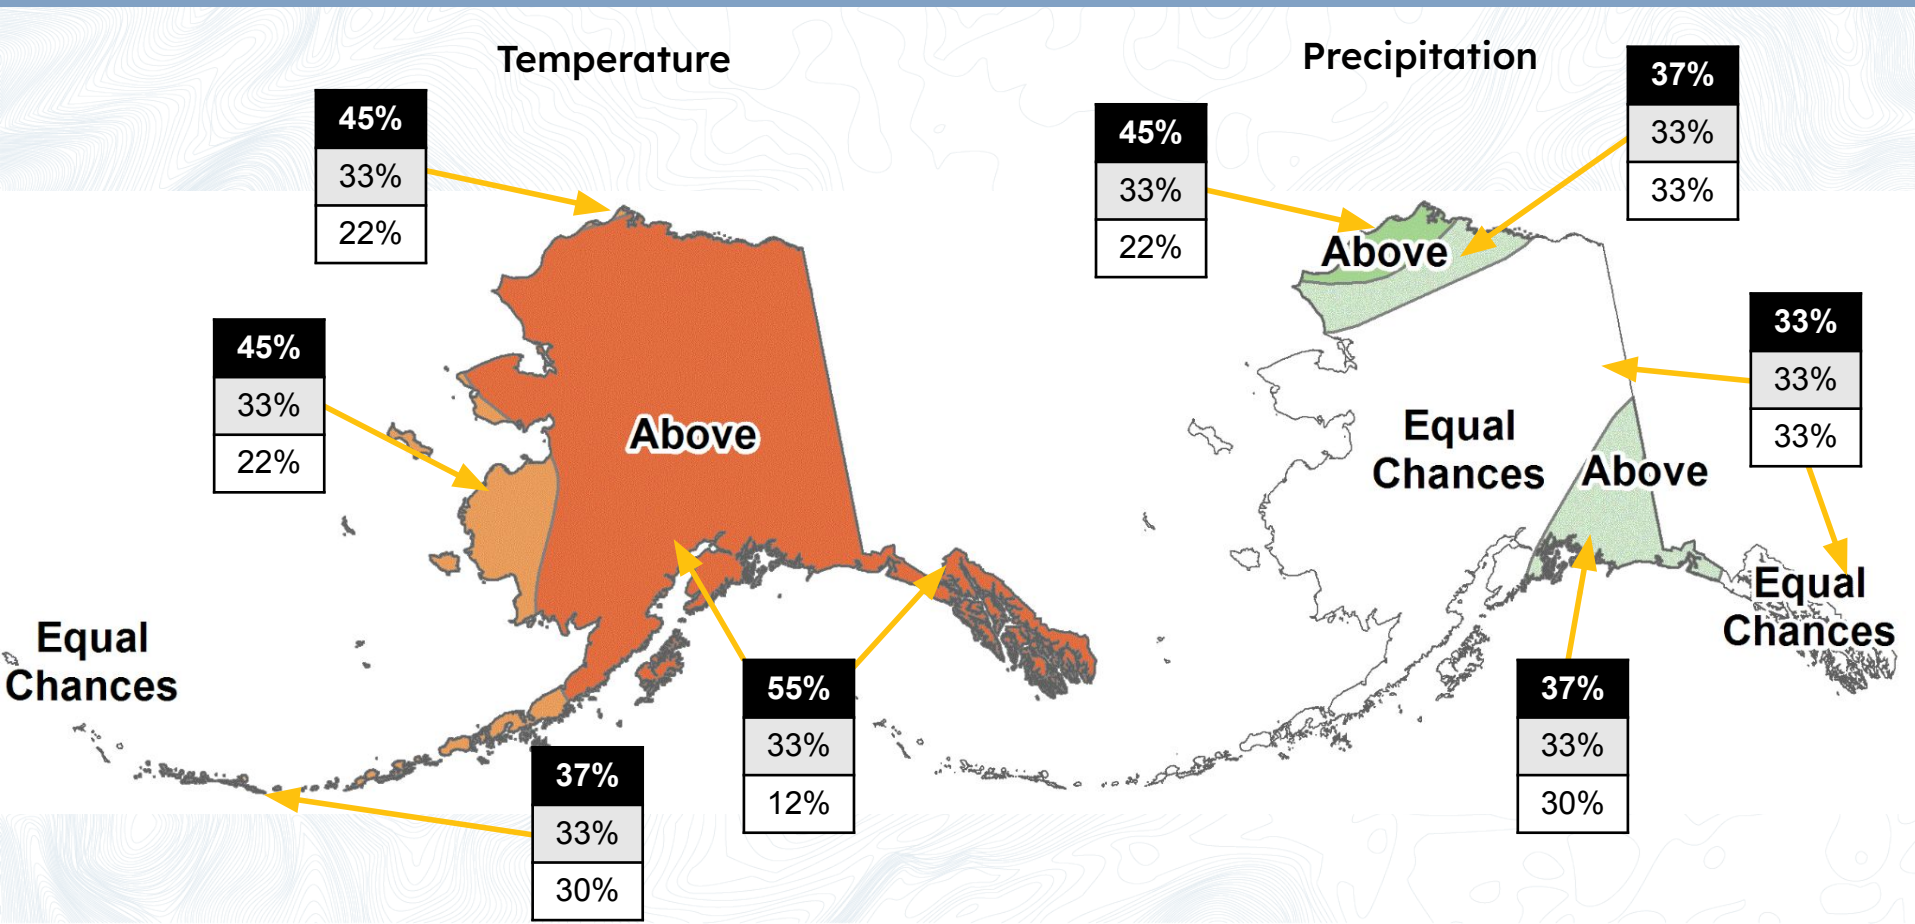 Temperature
45%
33%
22%
45%
33%
22%
Above
Equal
Chances
55%
33%
12%
37%
33%
30%
Precipitation
37%
33%
33%
45%
33%
22%
Above
33%
33%
33%
Equal
Chances
Above
Equal
Chances
37%
33%
30%